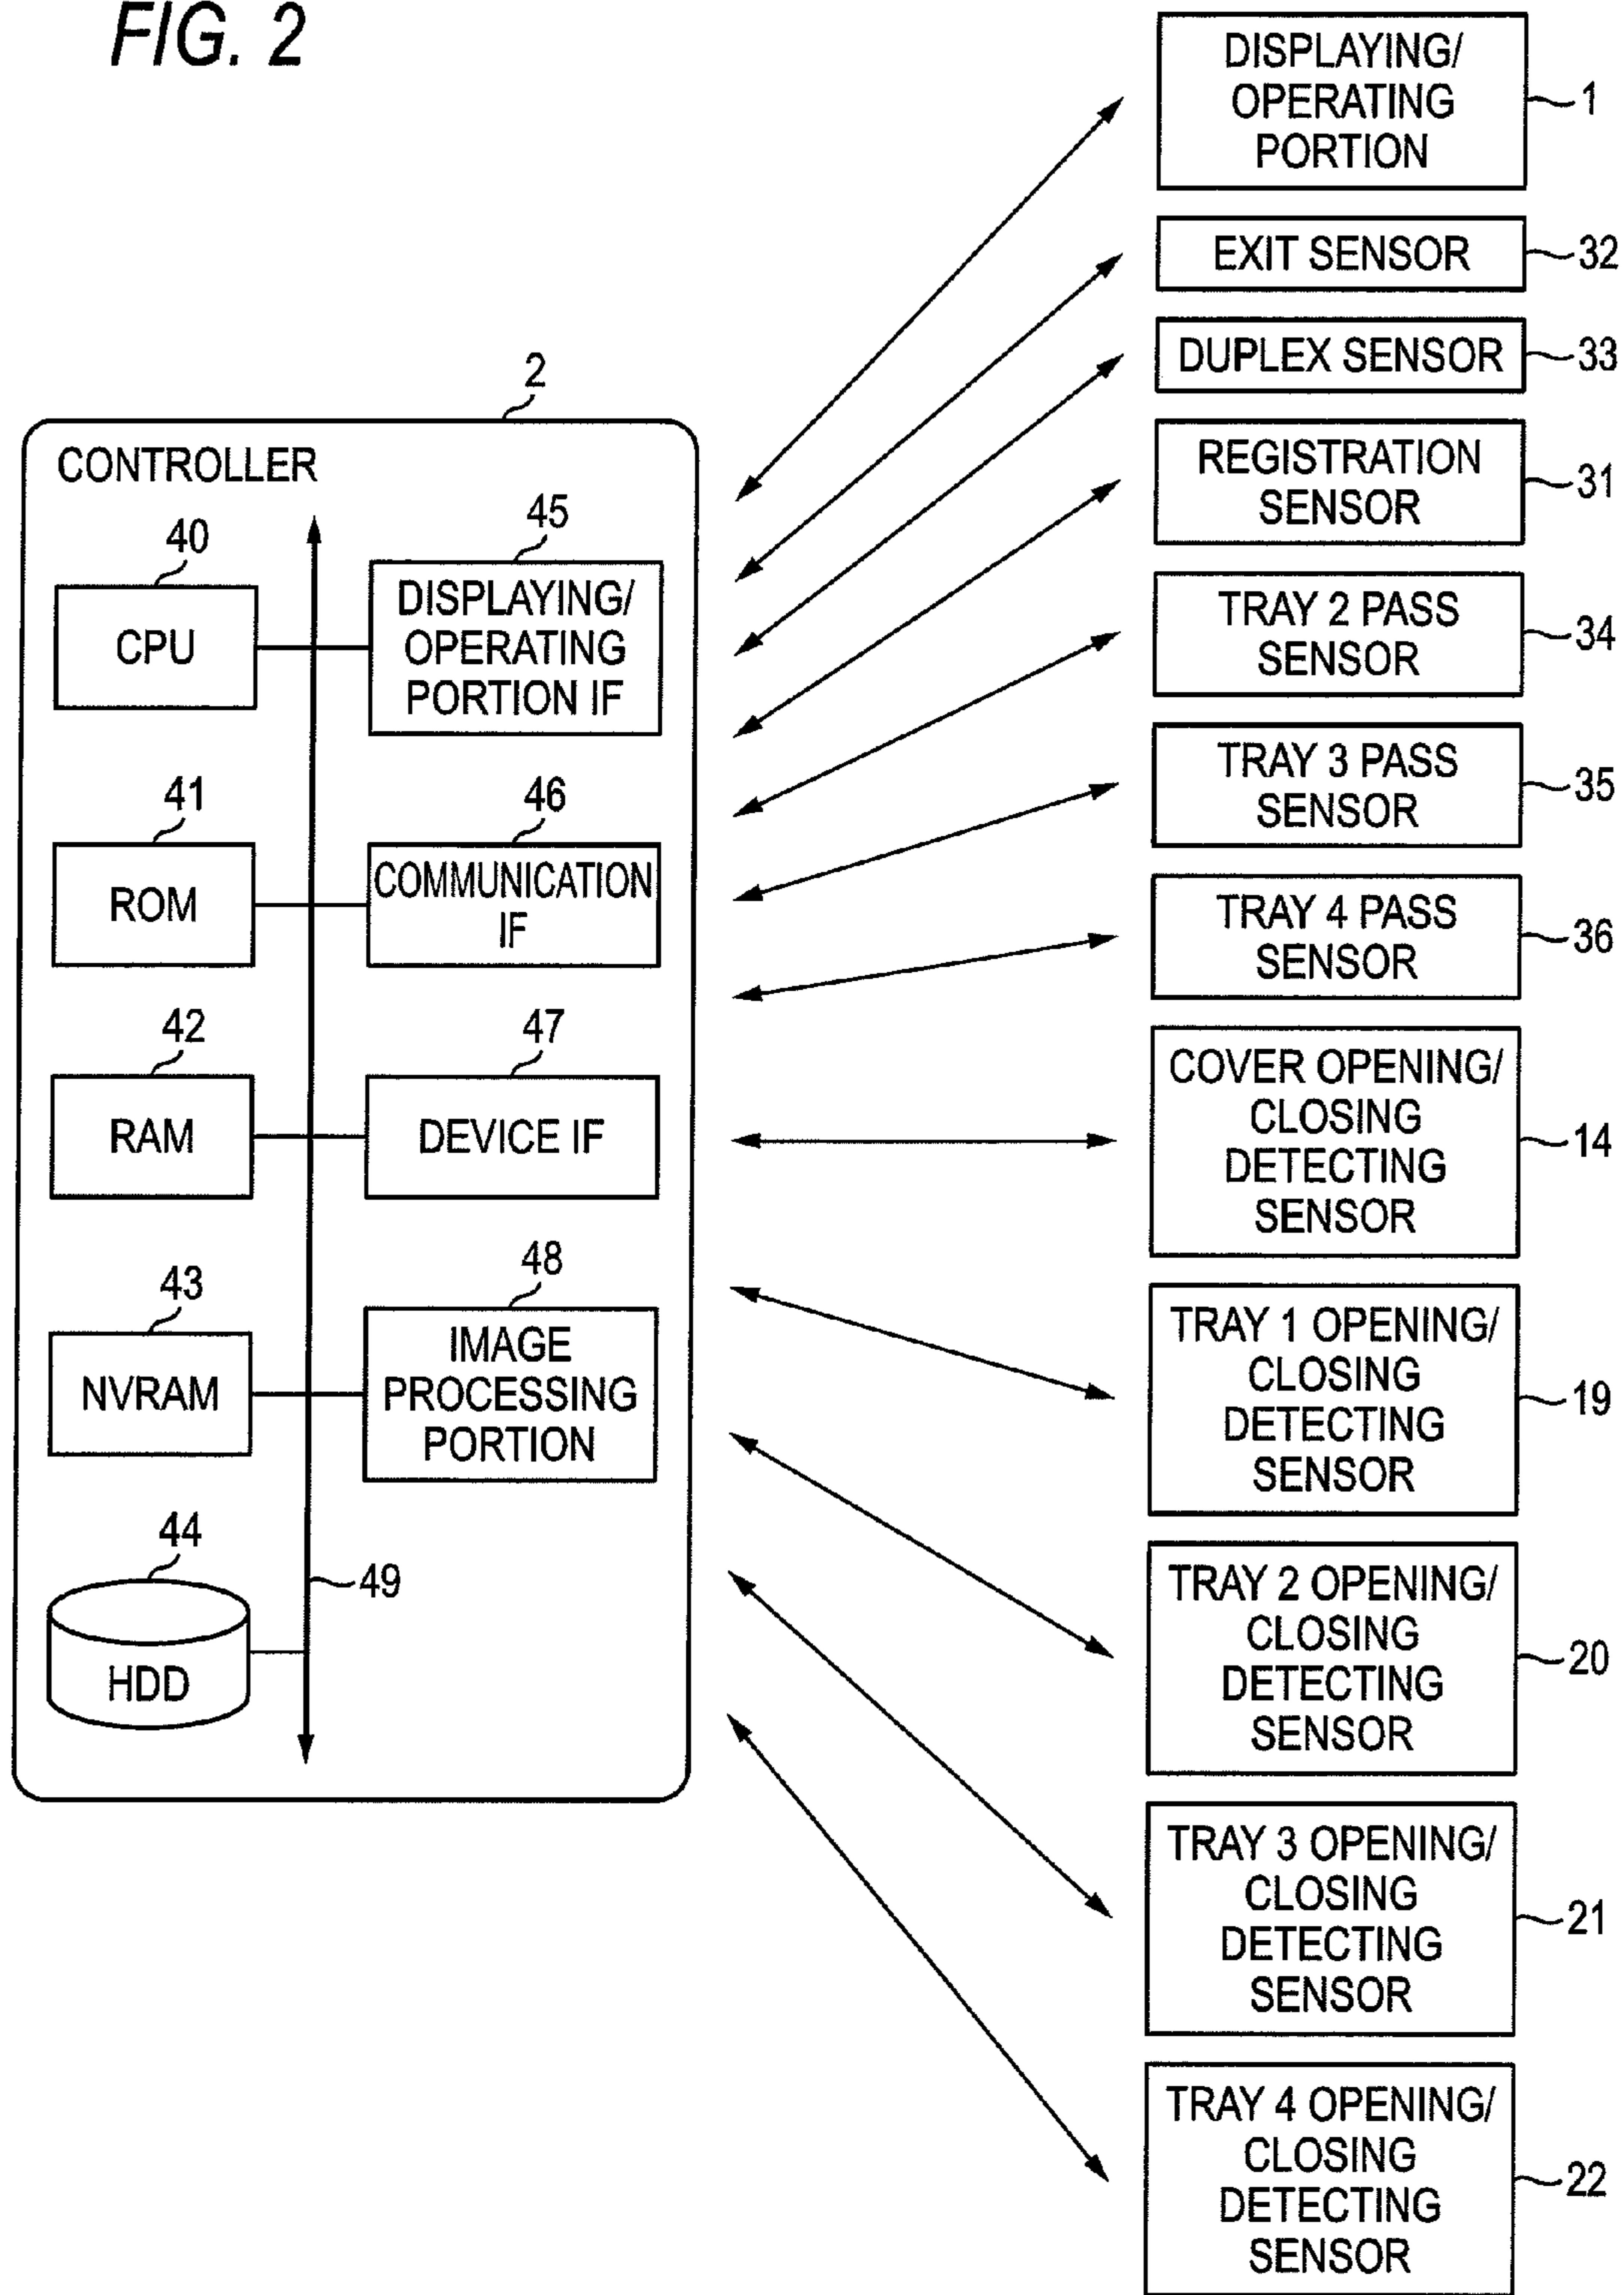 FIG. 2
2
CONTROLLER
40
CPU
45
DISPLAYING/
OPERATING
PORTION IF
41
ROM
46
COMMUNICATION
IF
42
RAM
47
DEVICE IF
43
NVRAM
48
IMAGE
PROCESSING
PORTION
44
HDD
49
DISPLAYING/
OPERATING
PORTION
1
EXIT SENSOR
32
DUPLEX SENSOR
33
REGISTRATION
SENSOR
31
TRAY 2 PASS
SENSOR
34
TRAY 3 PASS
SENSOR
35
TRAY 4 PASS
SENSOR
36
COVER OPENING/
CLOSING
DETECTING
SENSOR
14
TRAY 1 OPENING/
CLOSING
DETECTING
SENSOR
19
TRAY 2 OPENING/
CLOSING
DETECTING
SENSOR
20
TRAY 3 OPENING/
CLOSING
DETECTING
SENSOR
21
TRAY 4 OPENING/
CLOSING
DETECTING
SENSOR
22